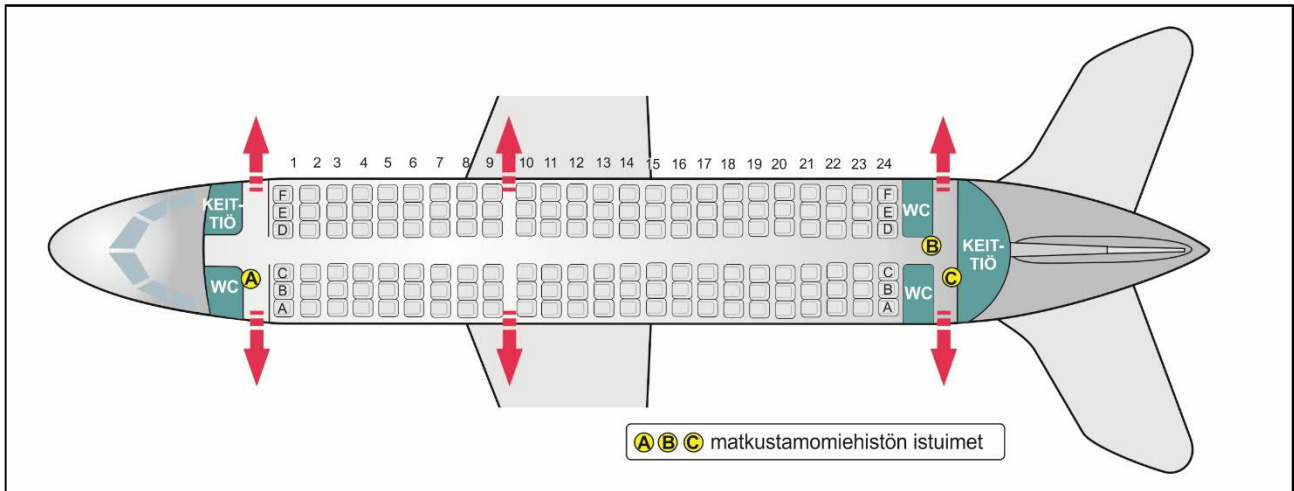 1 2 3 4 5 6 7 8 9 10 11 12 13 14 15 16 17 18 19 20 21 22 23 24
KEIT-
TIÖ
F
E
D
F
E
D
WC
B
KEIT-
TIÖ
A
WC
C
B
A
C
B
A
WC
C
A B C matkustamomiehistön istuimet